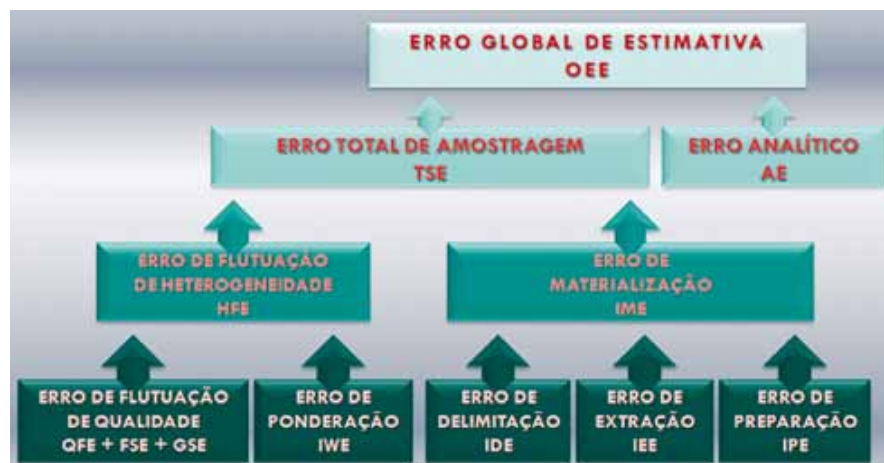 ERRO GLOBAL DE ESTIMATIVA
OEE
ERRO TOTAL DE AMOSTRAGEM
TSE
ERRO ANALÍTICO
AE
ERRO DE FLUTUAÇÃO
DE HETEROGENEIDADE
HFE
ERRO DE
MATERIALIZAÇÃO
IME
ERRO DE FLUTUAÇÃO
DE QUALIDADE
QFE + FSE + GSE
ERRO DE
PONDERAÇÃO
IWE
ERRO DE
DELIMITAÇÃO
IDE
ERRO DE
EXTRAÇÃO
IEE
ERRO DE
PREPARAÇÃO
IPE